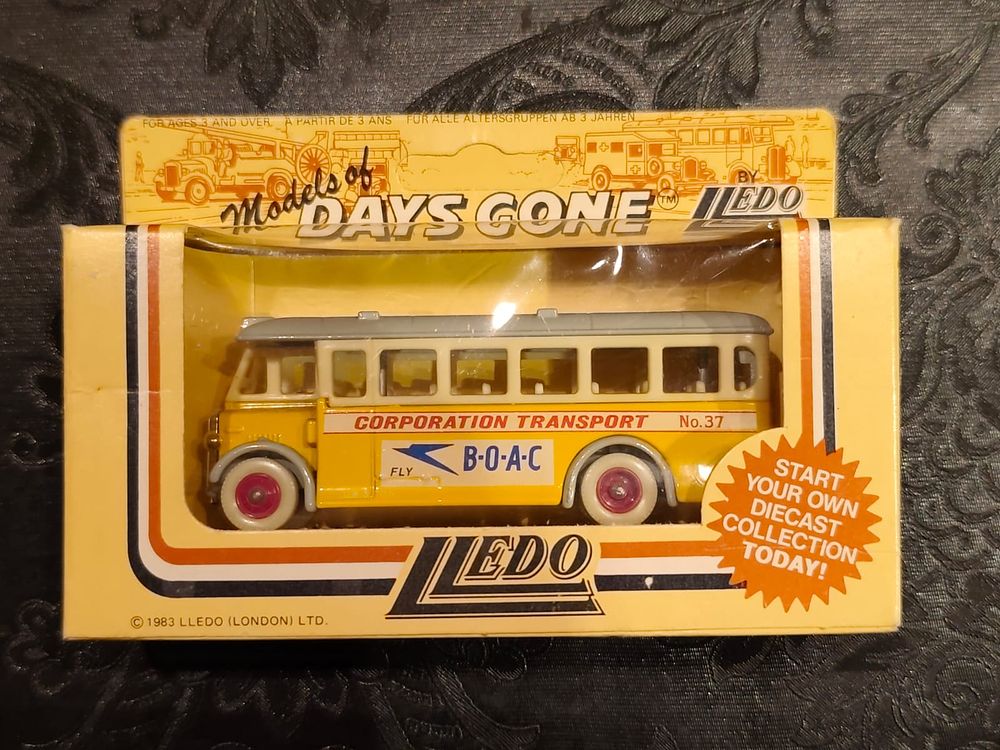 FOR AGES 3 AND OVER A PARTIR DE 3 ANS FÜR ALLE ALTERSGRUPPEN AB 3 JAHREN
Models of
DAYS GONE™
BY
LLEDO
CORPORATION TRANSPORT No.37
FLY B·O·A·C
START
YOUR OWN
DIECAST
COLLECTION
TODAY!
LLEDO
©1983 LLEDO (LONDON) LTD.